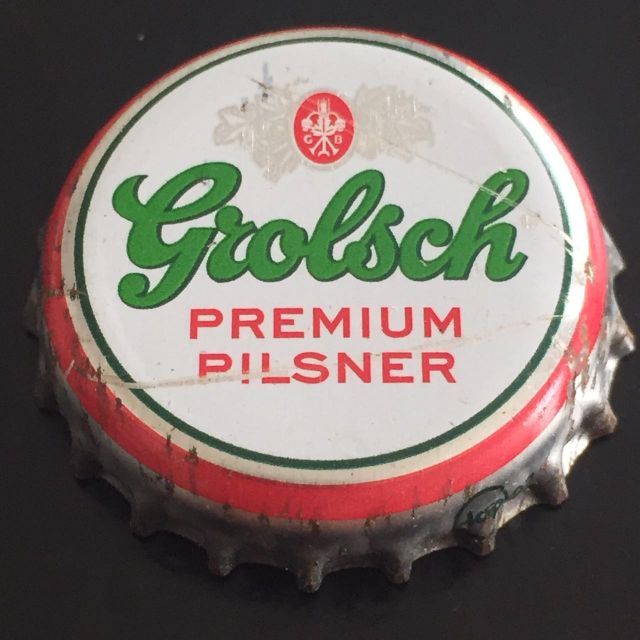 G B
Grolsch
PREMIUM
PILSNER